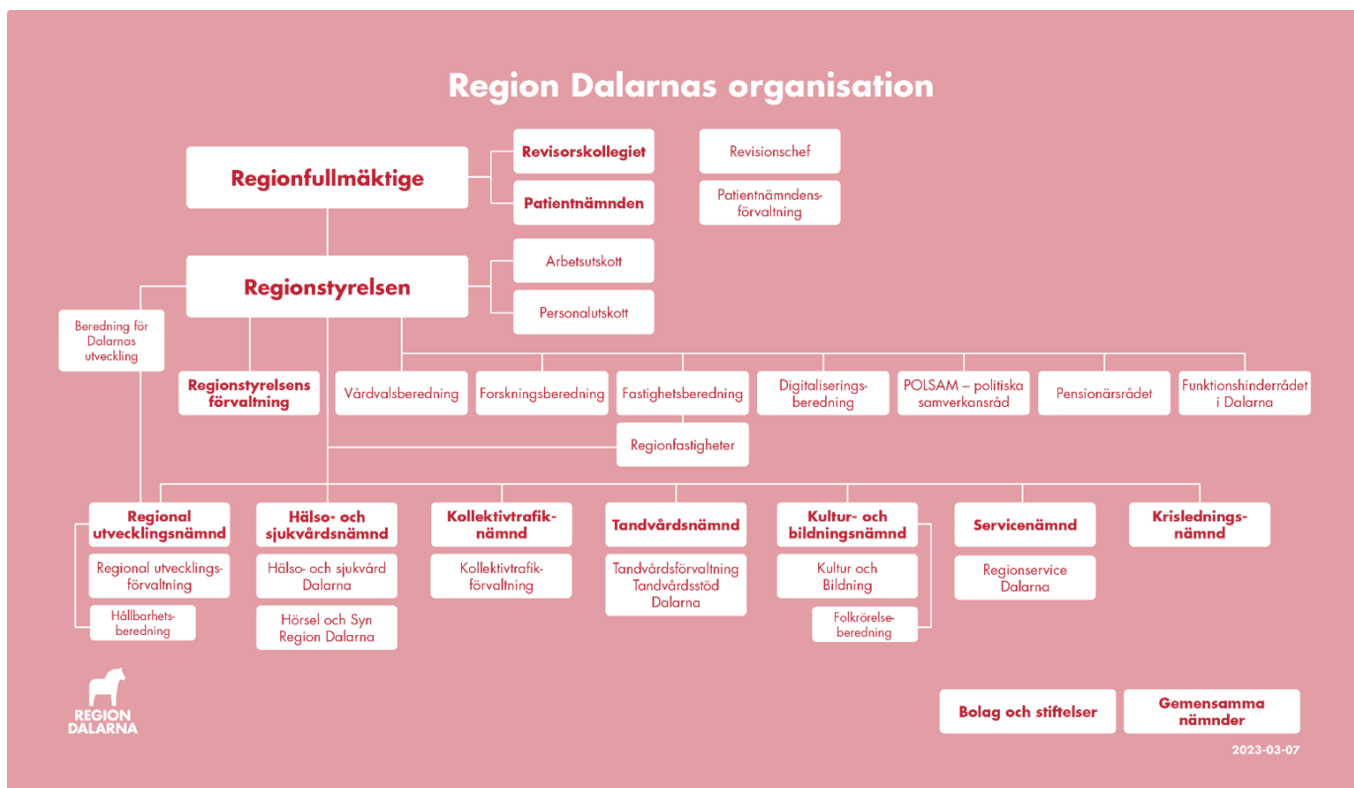 Region Dalarnas organisation
Regionfullmäktige
Revisorskollegiet
Revisionschef
Patientnämnden
Patientnämndens-
förvaltning
Regionstyrelsen
Arbetsutskott
Personalutskott
Beredning för
Dalarnas
utveckling
Regionstyrelsens
förvaltning
Vårdvalsberedning
Forskningsberedning
Fastighetsberedning
Digitaliserings-
beredning
POLSAM – politiska
samverkansråd
Pensionärsrådet
Funktionshinderrådet
i Dalarna
Regionfastigheter
Regional
utvecklingsnämnd
Hälso- och
sjukvårdsnämnd
Kollektivtrafik-
nämnd
Tandvårdsnämnd
Kultur- och
bildningsnämnd
Servicenämnd
Krislednings-
nämnd
Regional utvecklings-
förvaltning
Hälso- och sjukvård
Dalarna
Kollektivtrafik-
förvaltning
Tandvårdsförvaltning
Tandvårdsstöd
Dalarna
Kultur och
Bildning
Regionservice
Dalarna
Hållbarhets-
beredning
Hörsel och Syn
Region Dalarna
Folkrörelse-
beredning
REGION
DALARNA
Bolag och stiftelser
Gemensamma
nämnder
2023-03-07